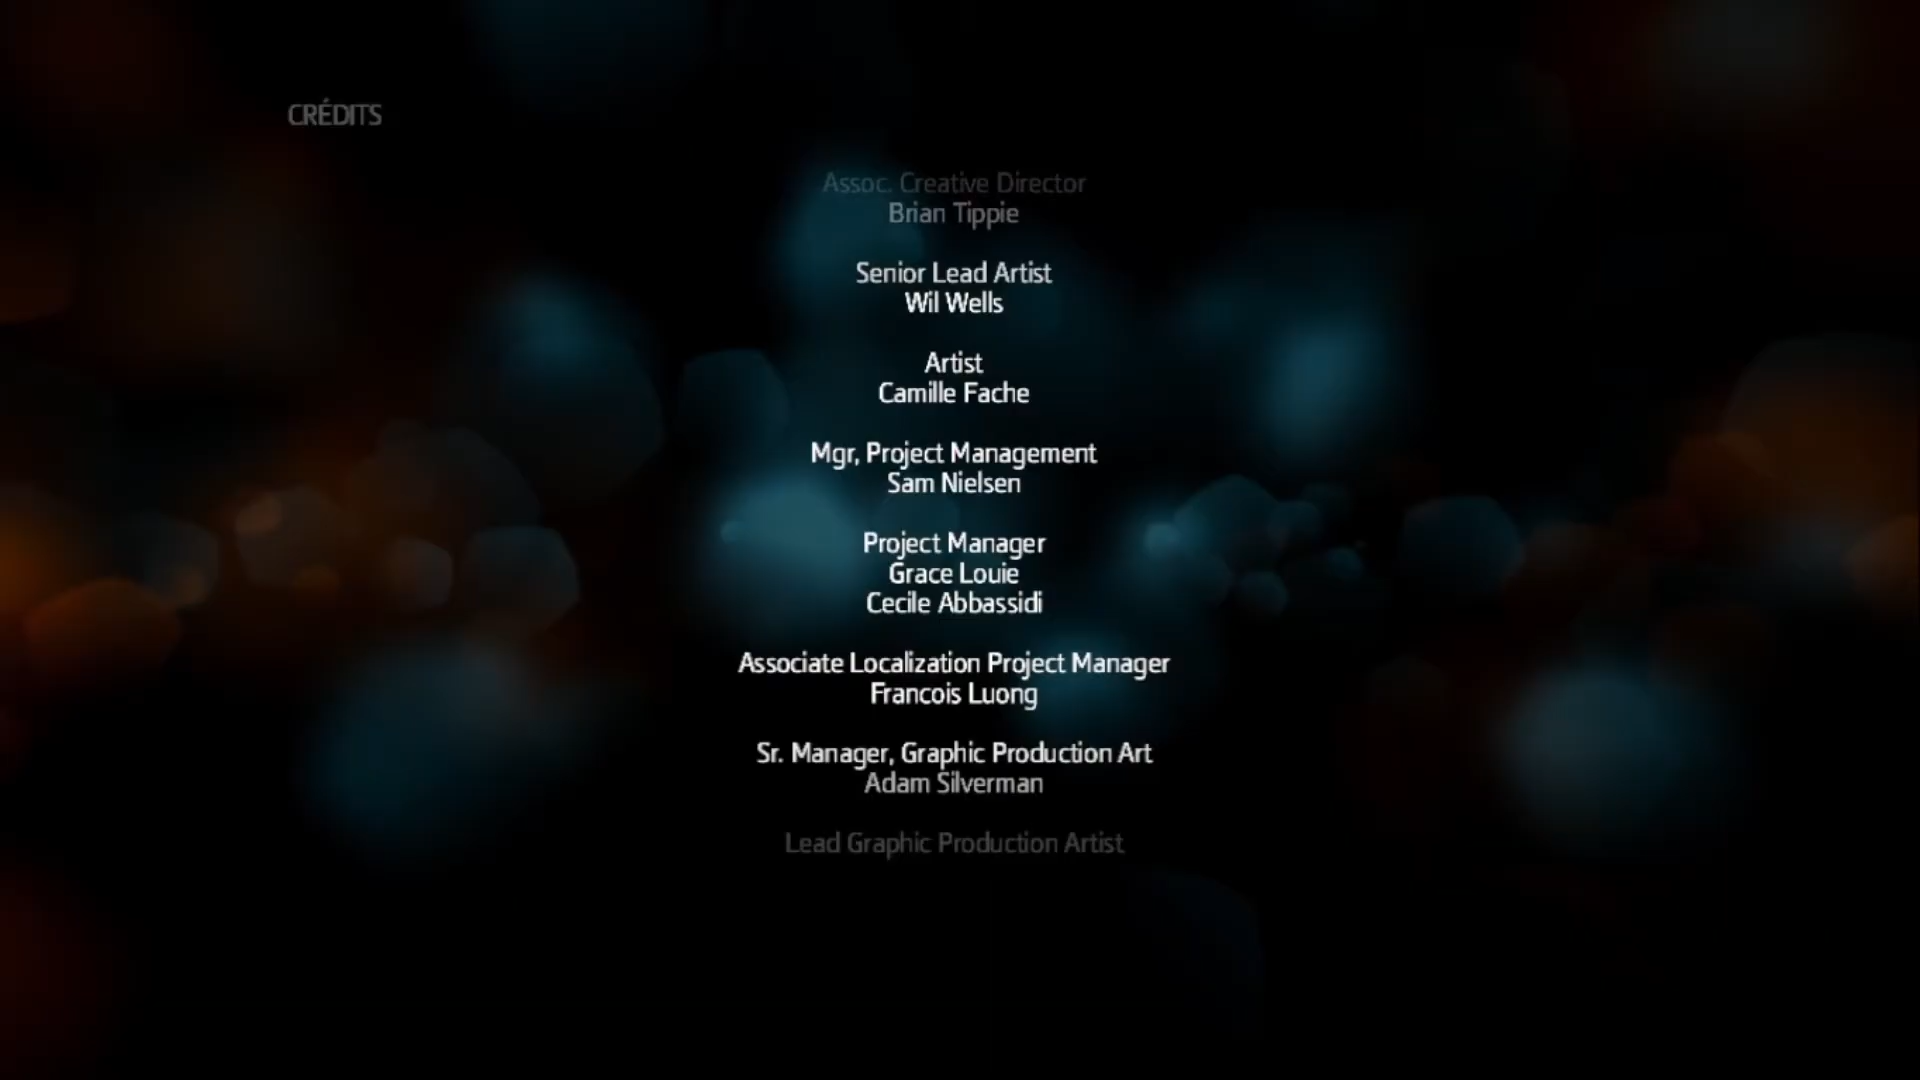 CRÉDITS
Assoc. Creative Director
Brian Tippie
Senior Lead Artist
Wil Wells
Artist
Camille Fache
Mgr, Project Management
Sam Nielsen
Project Manager
Grace Louie
Cecile Abbassidi
Associate Localization Project Manager
Francois Luong
Sr. Manager, Graphic Production Art
Adam Silverman
Lead Graphic Production Artist